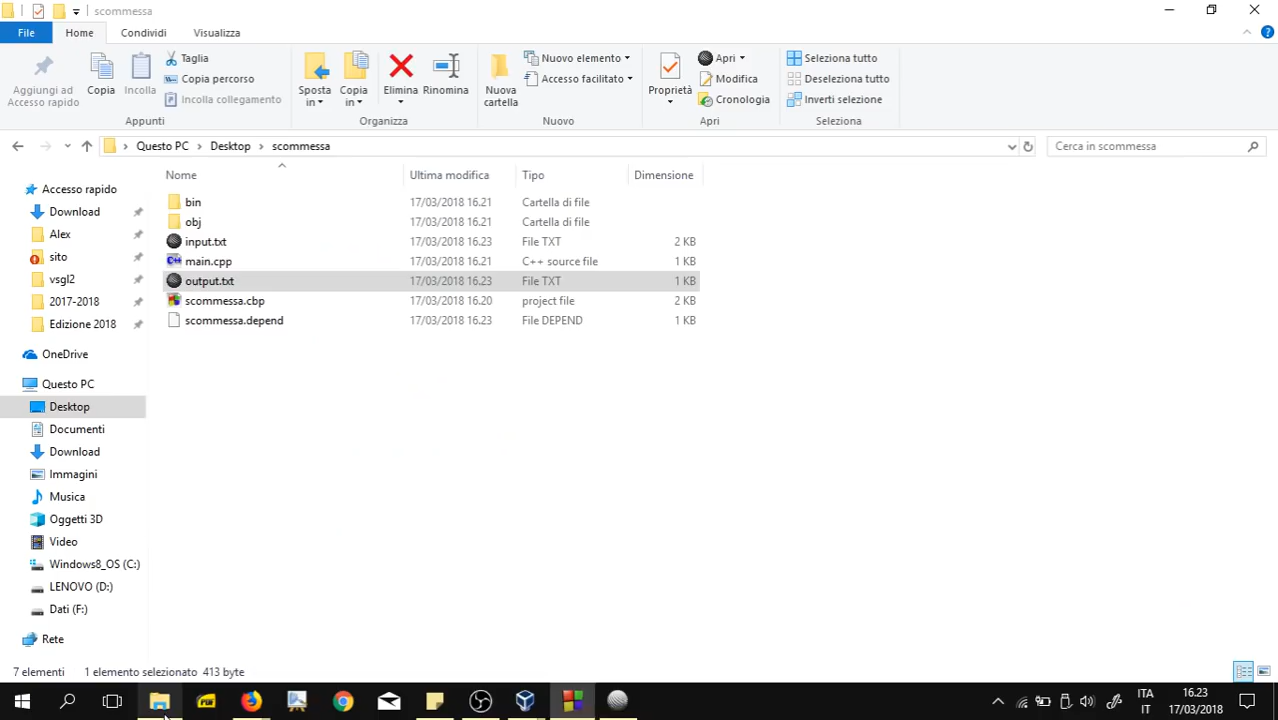 scommessa
File Home Condividi Visualizza
Aggiungi ad Accesso rapido
Copia
Incolla
Taglia
Copia percorso
Incolla collegamento
Appunti
Sposta in
Copia in
Elimina
Rinomina
Organizza
Nuova cartella
Nuovo elemento
Accesso facilitato
Nuovo
Proprietà
Apri
Modifica
Cronologia
Apri
Seleziona tutto
Deseleziona tutto
Inverti selezione
Seleziona
Questo PC > Desktop > scommessa
Cerca in scommessa
Accesso rapido
Download
Alex
sito
vsgl2
2017-2018
Edizione 2018
OneDrive
Questo PC
Desktop
Documenti
Download
Immagini
Musica
Oggetti 3D
Video
Windows8_OS (C:)
LENOVO (D:)
Dati (F:)
Rete
Nome Ultima modifica Tipo Dimensione
bin 17/03/2018 16.21 Cartella di file
obj 17/03/2018 16.21 Cartella di file
input.txt 17/03/2018 16.23 File TXT 2 KB
main.cpp 17/03/2018 16.21 C++ source file 1 KB
output.txt 17/03/2018 16.23 File TXT 1 KB
scommessa.cbp 17/03/2018 16.20 project file 2 KB
scommessa.depend 17/03/2018 16.23 File DEPEND 1 KB
7 elementi 1 elemento selezionato 413 byte
ITA
IT
16.23
17/03/2018